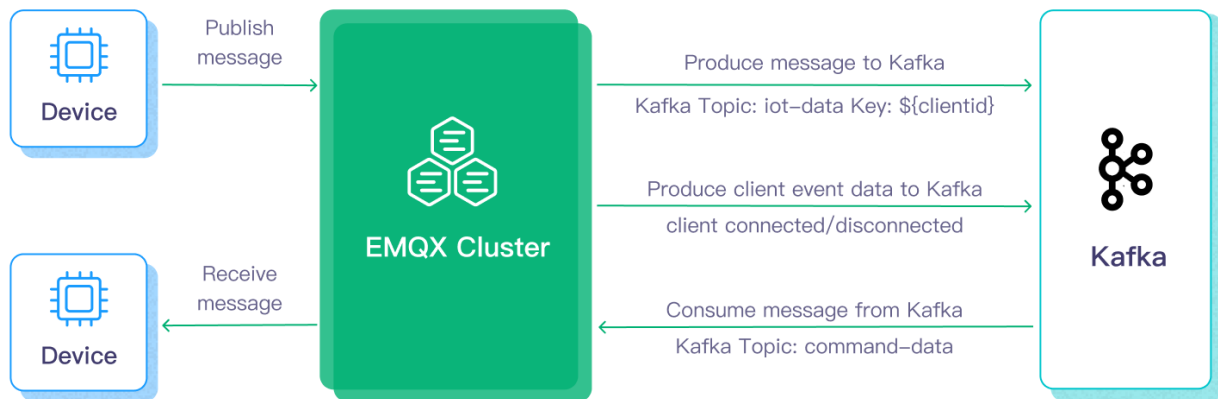 Publish
message
Device
Produce message to Kafka
Kafka Topic: iot-data Key: ${clientid}
EMQX Cluster
Produce client event data to Kafka
client connected/disconnected
Kafka
Receive
message
Device
Consume message from Kafka
Kafka Topic: command-data